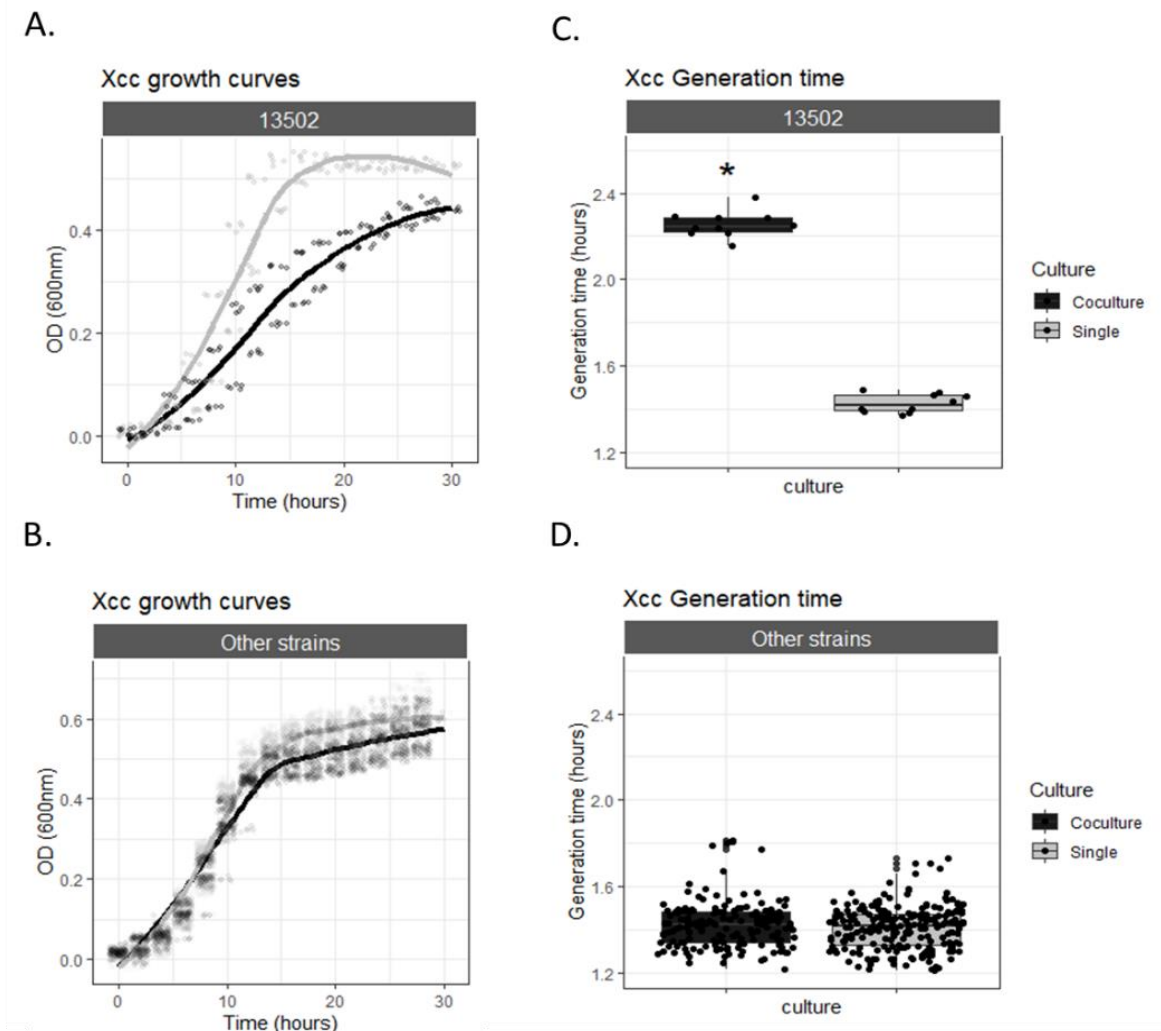 A.
Xcc growth curves
13502
OD (600nm)
0.4
0.2
0.0
0
10
20
30
Time (hours)
C.
Xcc Generation time
13502
*
Generation time (hours)
2.4
2.0
1.6
1.2
culture
Culture
Coculture
Single
B.
Xcc growth curves
Other strains
OD (600nm)
0.6
0.4
0.2
0.0
0
10
20
30
Time (hours)
D.
Xcc Generation time
Other strains
Generation time (hours)
2.4
2.0
1.6
1.2
culture
Culture
Coculture
Single